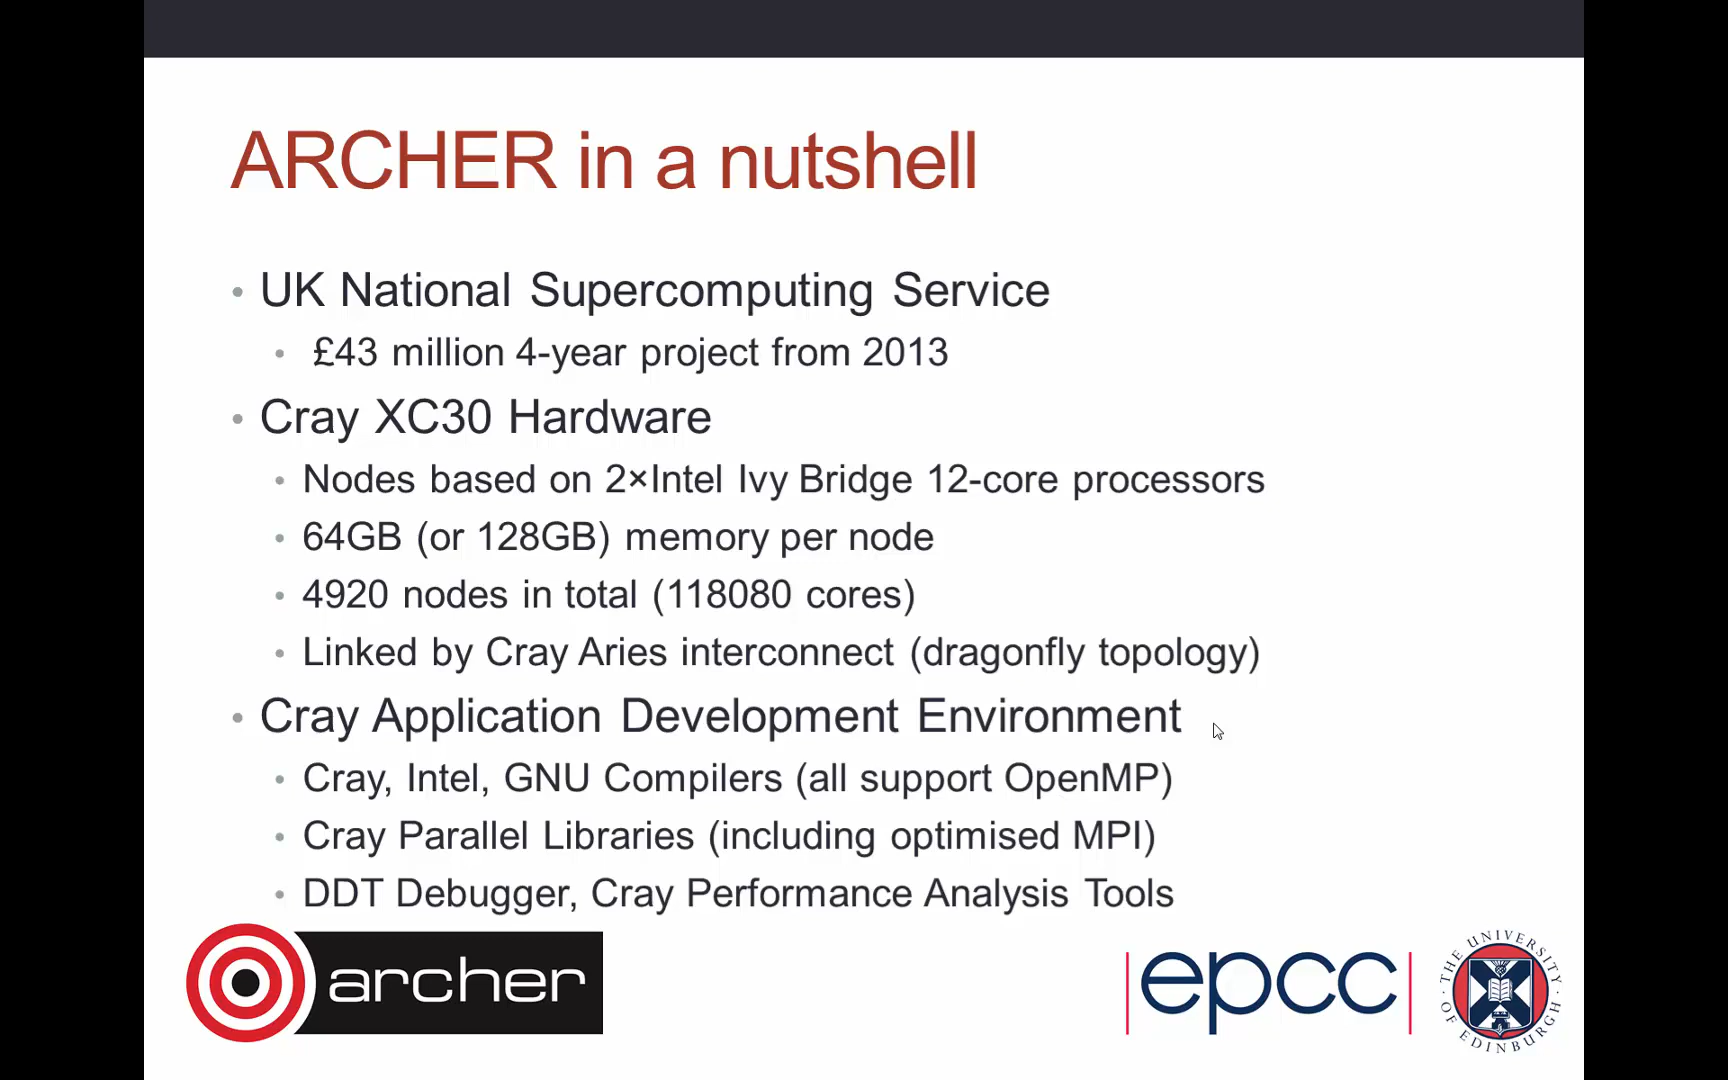 ARCHER in a nutshell
• UK National Supercomputing Service
• £43 million 4-year project from 2013
• Cray XC30 Hardware
• Nodes based on 2×Intel Ivy Bridge 12-core processors
• 64GB (or 128GB) memory per node
• 4920 nodes in total (118080 cores)
• Linked by Cray Aries interconnect (dragonfly topology)
• Cray Application Development Environment
• Cray, Intel, GNU Compilers (all support OpenMP)
• Cray Parallel Libraries (including optimised MPI)
• DDT Debugger, Cray Performance Analysis Tools
archer
epcc
THE UNIVERSITY OF EDINBURGH